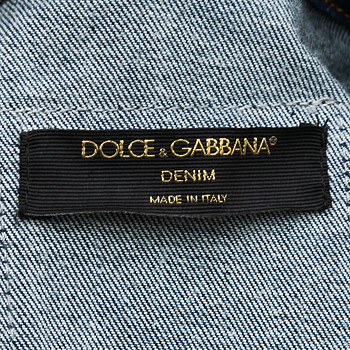 DOLCE & GABBANA®
DENIM
MADE IN ITALY